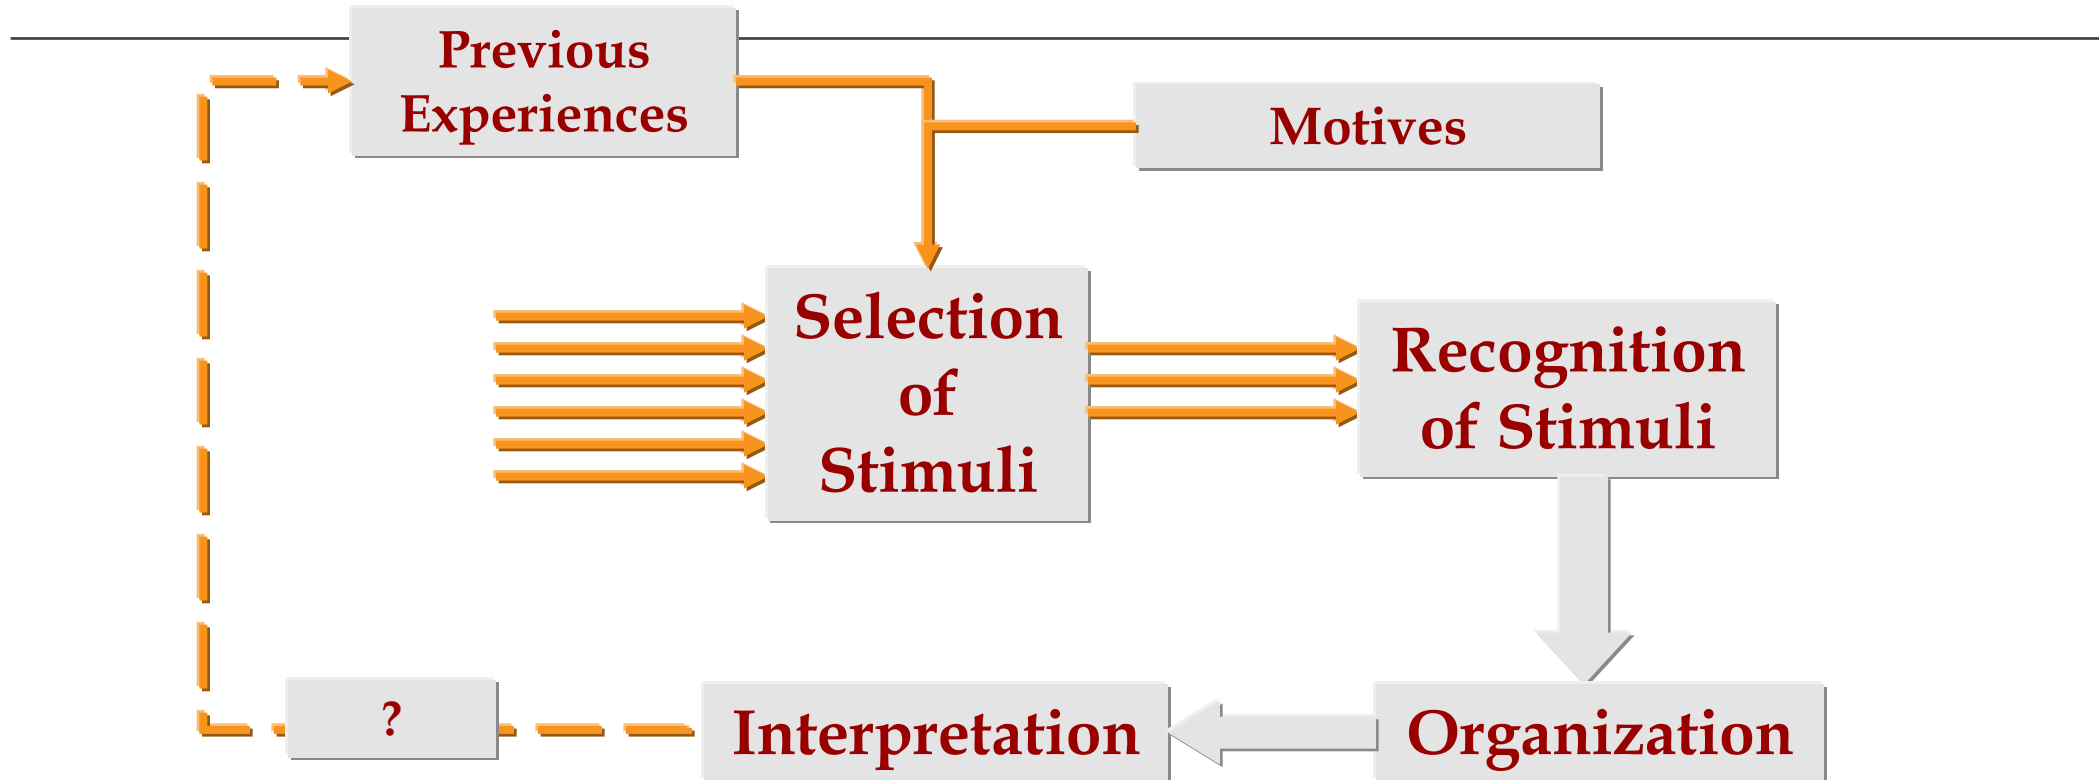 Previous
Experiences
Motives
Selection
of
Stimuli
Recognition
of Stimuli
?
Interpretation
Organization